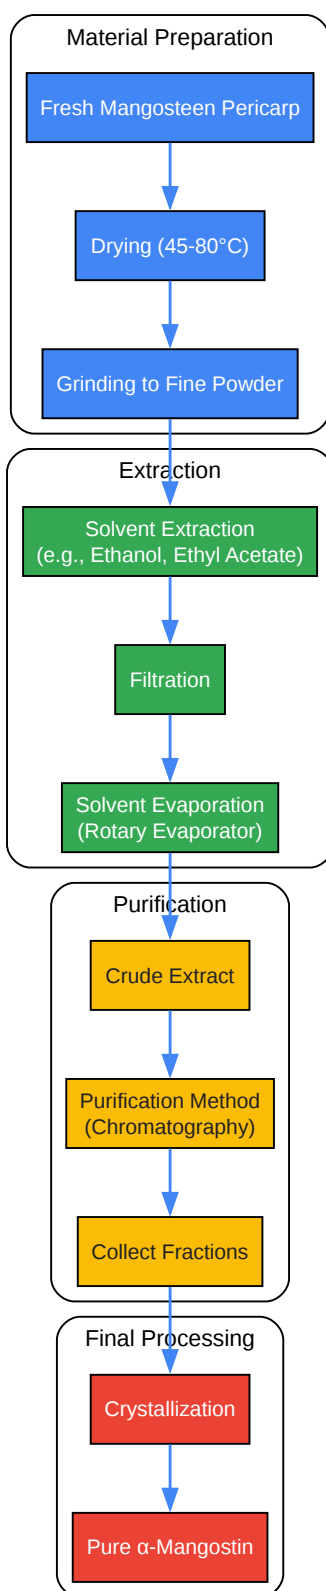 Material Preparation
Fresh Mangosteen Pericarp
Drying (45-80°C)
Grinding to Fine Powder
Extraction
Solvent Extraction
(e.g., Ethanol, Ethyl Acetate)
Filtration
Solvent Evaporation
(Rotary Evaporator)
Purification
Crude Extract
Purification Method
(Chromatography)
Collect Fractions
Final Processing
Crystallization
Pure α-Mangostin